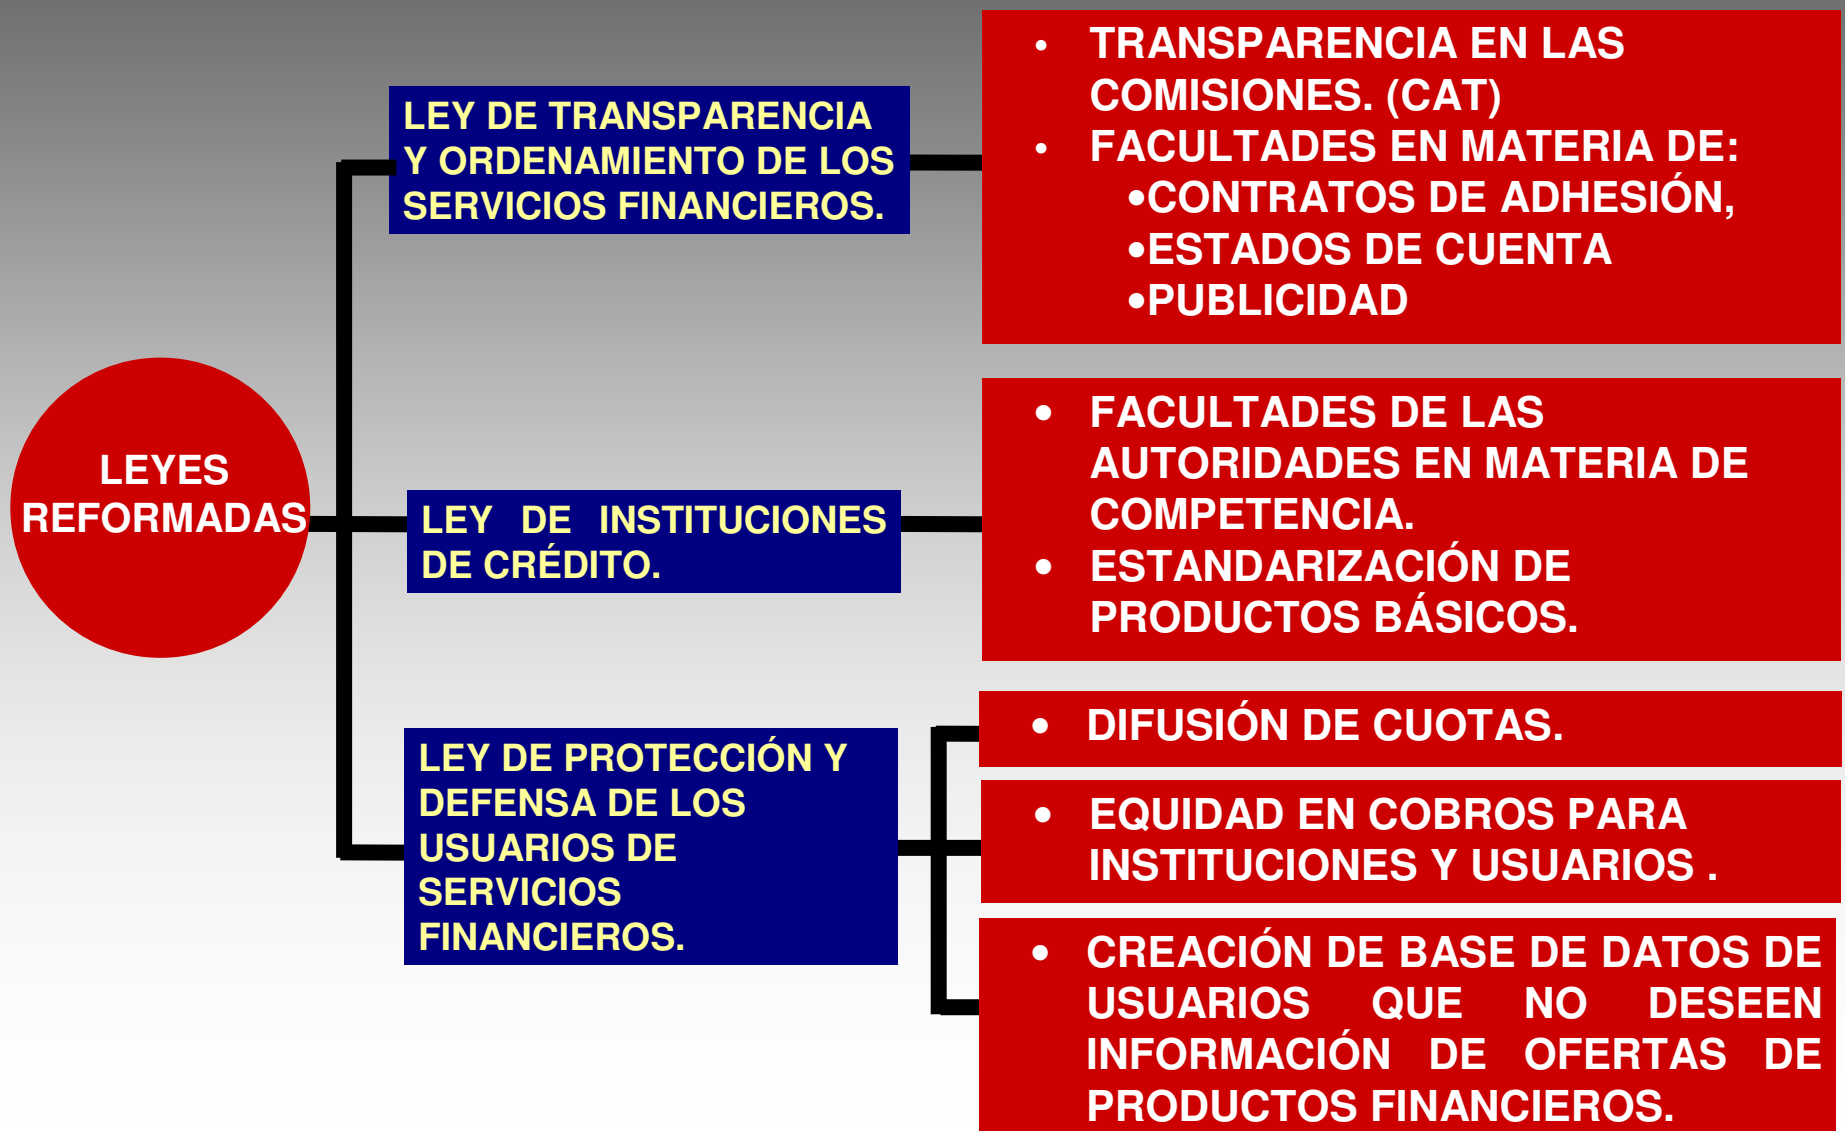 LEYES
REFORMADAS
LEY DE TRANSPARENCIA
Y ORDENAMIENTO DE LOS
SERVICIOS FINANCIEROS.
• TRANSPARENCIA EN LAS
COMISIONES. (CAT)
• FACULTADES EN MATERIA DE:
•CONTRATOS DE ADHESIÓN,
•ESTADOS DE CUENTA
•PUBLICIDAD
LEY DE INSTITUCIONES
DE CRÉDITO.
• FACULTADES DE LAS
AUTORIDADES EN MATERIA DE
COMPETENCIA.
• ESTANDARIZACIÓN DE
PRODUCTOS BÁSICOS.
LEY DE PROTECCIÓN Y
DEFENSA DE LOS
USUARIOS DE
SERVICIOS
FINANCIEROS.
• DIFUSIÓN DE CUOTAS.
• EQUIDAD EN COBROS PARA
INSTITUCIONES Y USUARIOS .
• CREACIÓN DE BASE DE DATOS DE
USUARIOS QUE NO DESEEN
INFORMACIÓN DE OFERTAS DE
PRODUCTOS FINANCIEROS.